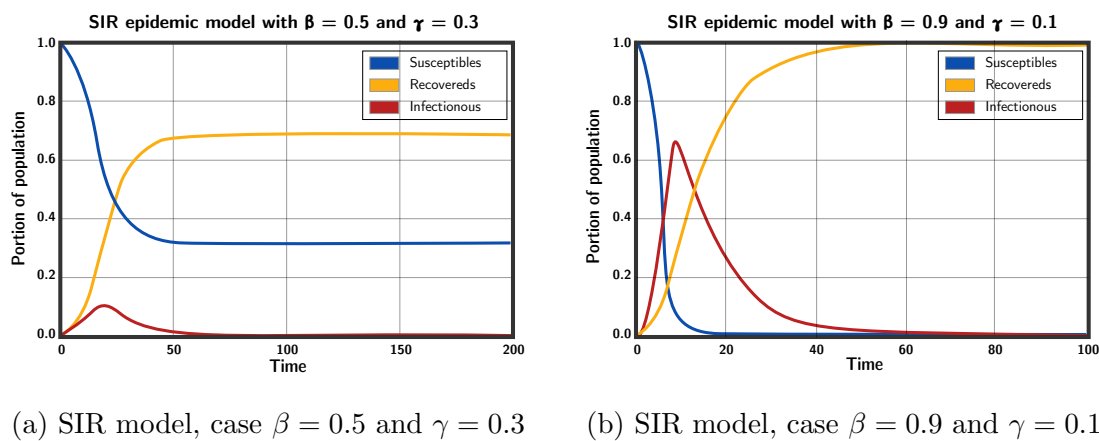 SIR epidemic model with β = 0.5 and γ = 0.3
Portion of population
1.0
0.8
0.6
0.4
0.2
0.0
Susceptibles
Recovereds
Infectionous
0 50 100 150 200
Time
(a) SIR model, case β = 0.5 and γ = 0.3
SIR epidemic model with β = 0.9 and γ = 0.1
Portion of population
1.0
0.8
0.6
0.4
0.2
0.0
Susceptibles
Recovereds
Infectionous
0 20 40 60 80 100
Time
(b) SIR model, case β = 0.9 and γ = 0.1